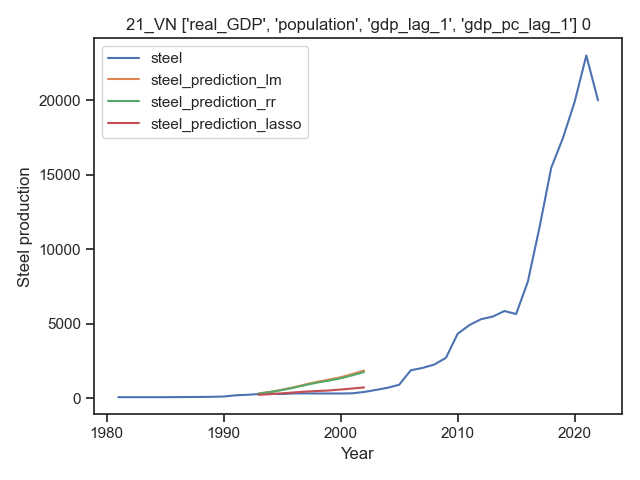 21_VN ['real_GDP', 'population', 'gdp_lag_1', 'gdp_pc_lag_1'] 0
steel
steel_prediction_lm
steel_prediction_rr
steel_prediction_lasso
Steel production
20000
15000
10000
5000
0
1980 1990 2000 2010 2020
Year